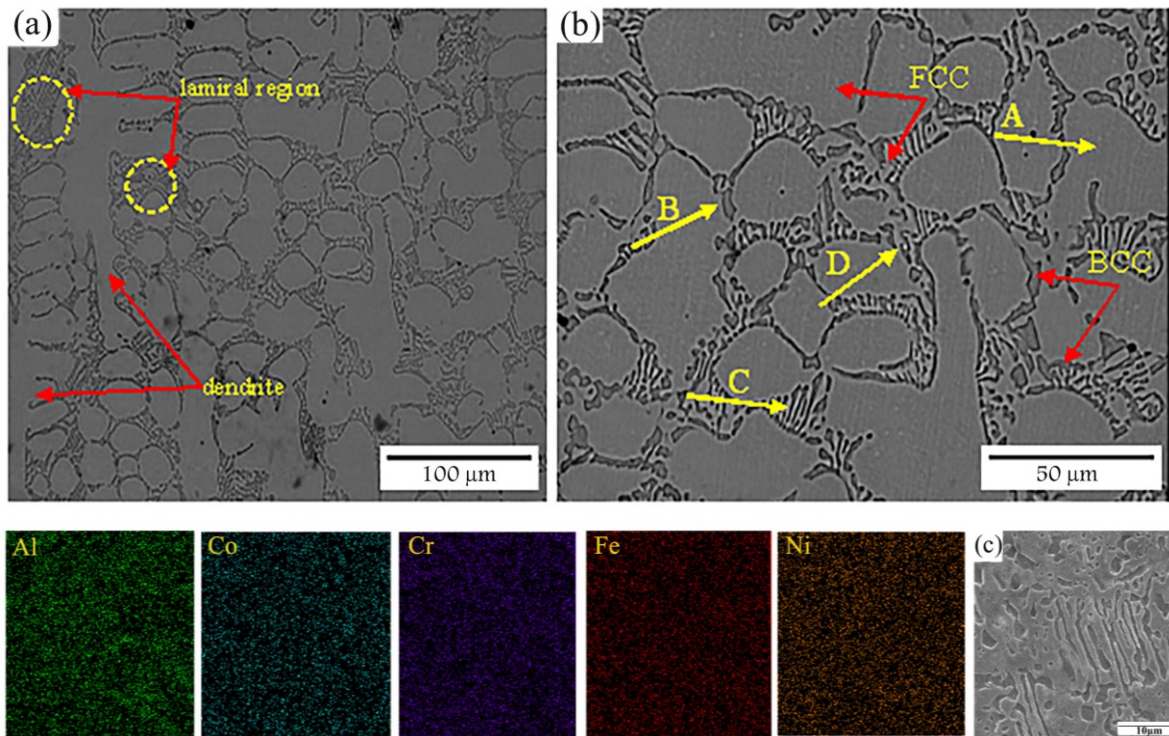 (a)
lamiral region
dendrite
100 μm
(b)
FCC
A
B
D
BCC
C
50 μm
Al
Co
Cr
Fe
Ni
(c)
10μm